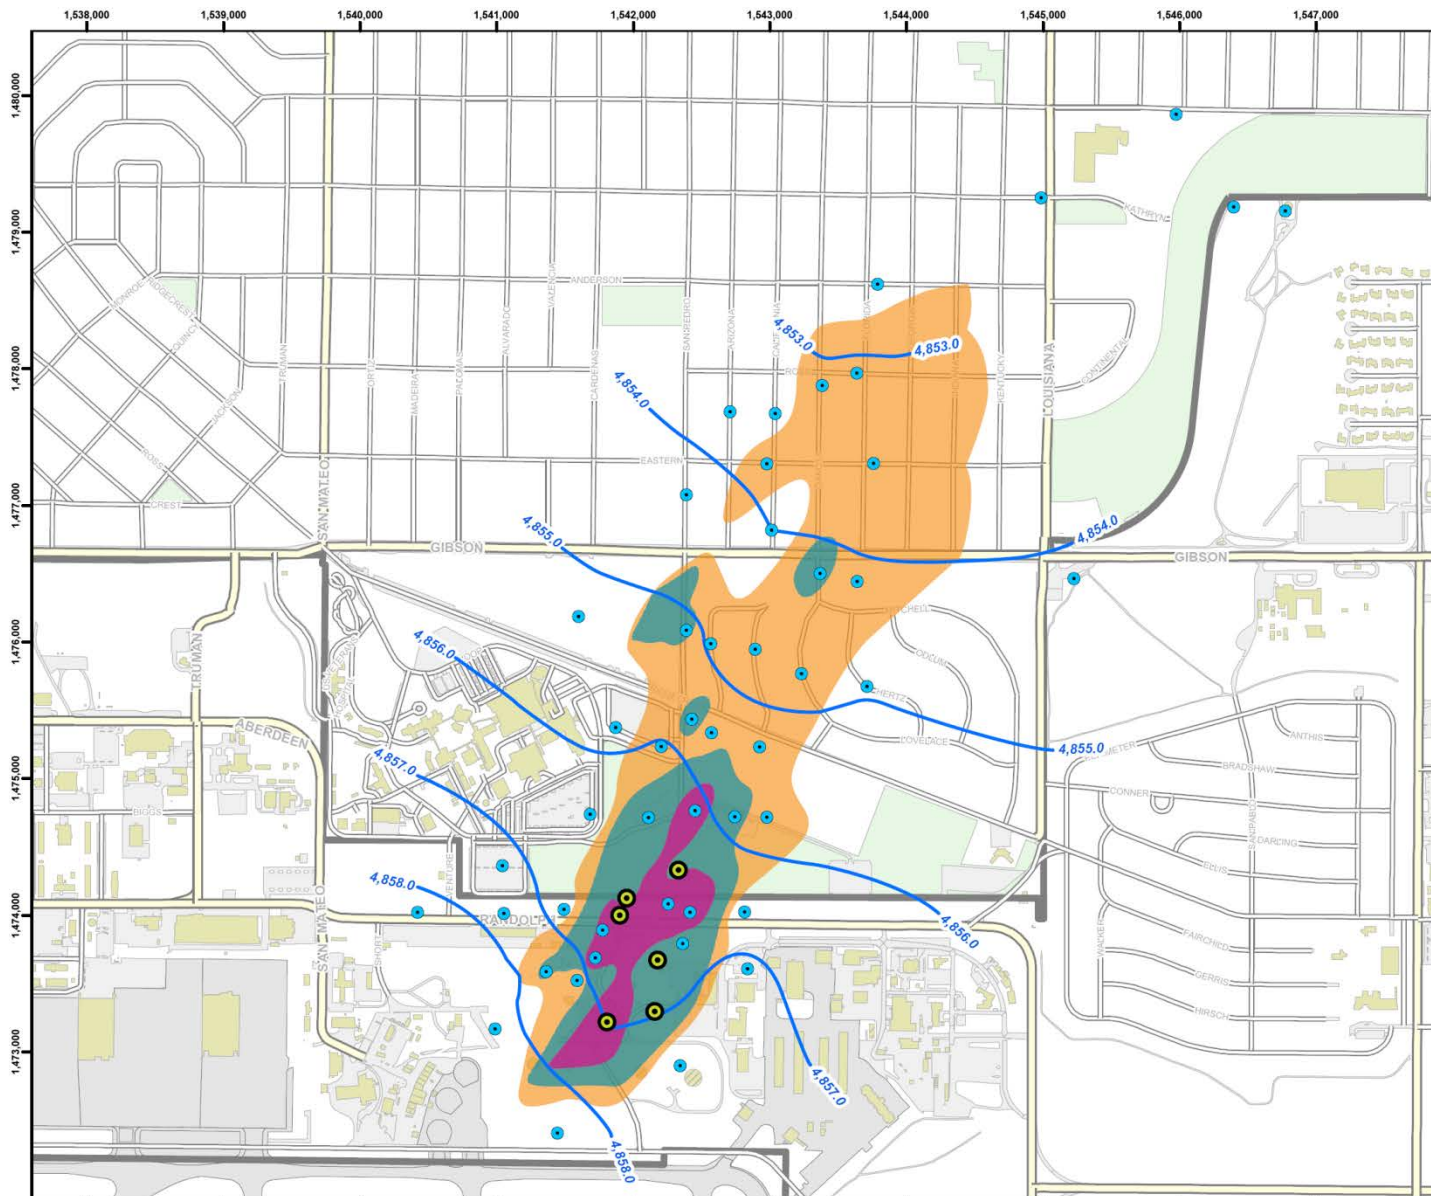 1,538,000
1,539,000
1,540,000
1,541,000
1,542,000
1,543,000
1,544,000
1,545,000
1,546,000
1,547,000
1,480,000
1,479,000
1,478,000
1,477,000
1,476,000
1,475,000
1,474,000
1,473,000
KATHRYN
ANDERSON
MONROE
RIDGECREST
QUINCY
JACKSON
ROSS
CREST
TRUMAN
ORTIZ
MADEIRA
PALOMAS
ALVARADO
VALENCIA
CARDENAS
SAN PEDRO
ARIZONA
KENTUCKY
LOUISIANA
CONTINENTAL
EASTERN
SAN MATEO
4,853.0
4,853.0
4,854.0
4,854.0
4,855.0
4,855.0
4,856.0
4,856.0
4,857.0
4,857.0
4,858.0
4,858.0
GIBSON
GIBSON
TRUMAN
ODLUM
HERTZ
LOVELACE
ABERDEEN
BIGGS
VENTURE
RANDOLPH
SAN MATEO
ANTHIS
BRADSHAW
CONNER
SAN PABLO
DARLING
ELLIS
WALKER
FAIRCHILD
GERRIS
HIRSCH